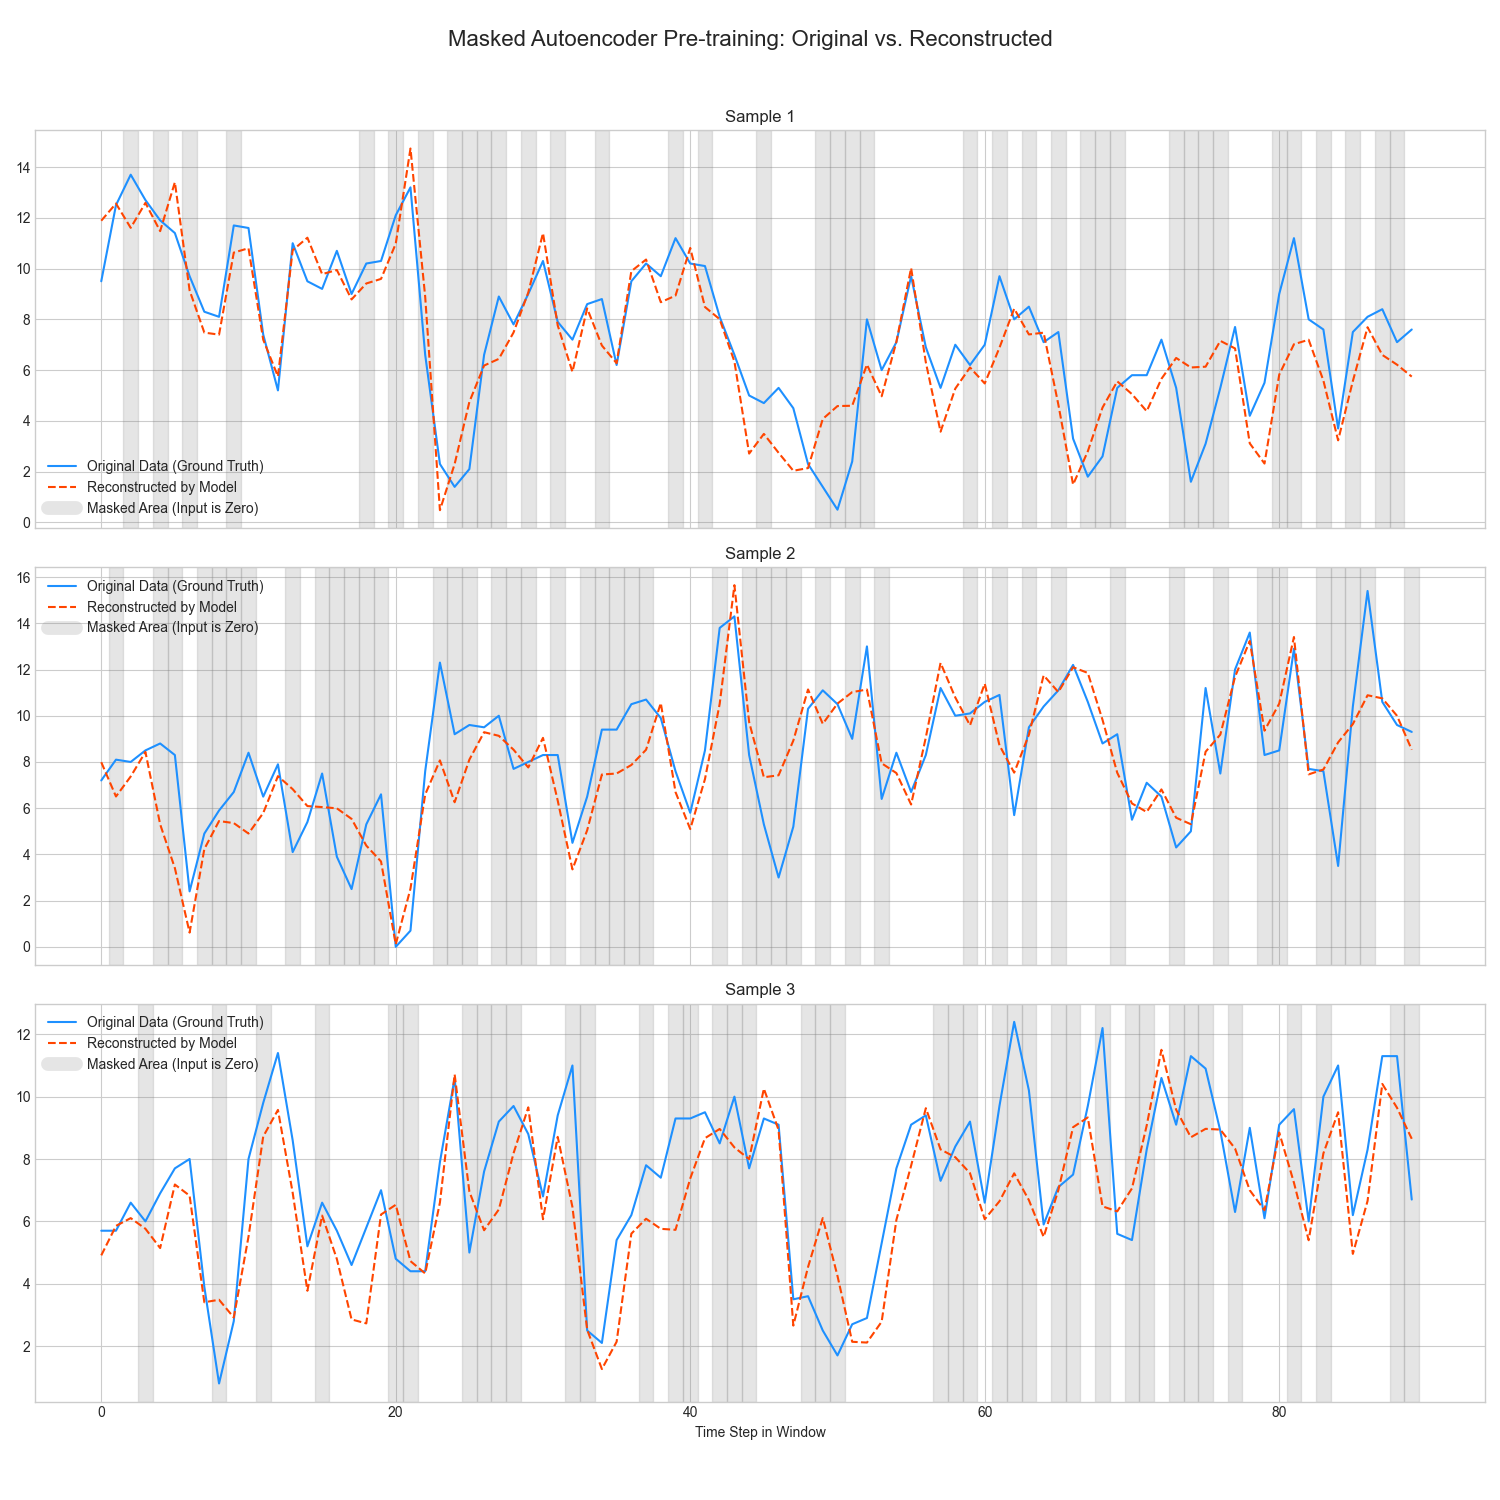 Masked Autoencoder Pre-training: Original vs. Reconstructed
Sample 1
14
12
10
8
6
4
2
0
Original Data (Ground Truth)
Reconstructed by Model
Masked Area (Input is Zero)
Sample 2
16
14
12
10
8
6
4
2
0
Original Data (Ground Truth)
Reconstructed by Model
Masked Area (Input is Zero)
Sample 3
12
10
8
6
4
2
Original Data (Ground Truth)
Reconstructed by Model
Masked Area (Input is Zero)
0 20 40 60 80
Time Step in Window